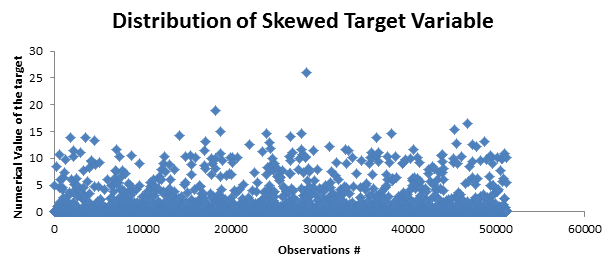 Distribution of Skewed Target Variable
Numerical Value of the target
30
25
20
15
10
5
0
0 10000 20000 30000 40000 50000 60000
Observations #